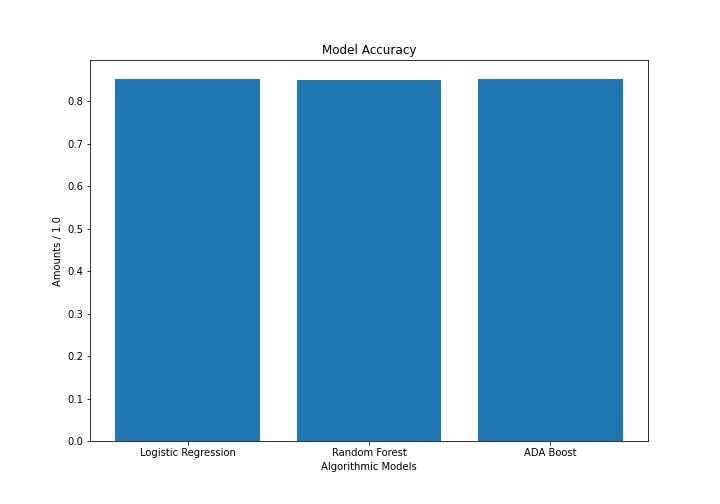 Model Accuracy
Amounts / 1.0
0.8
0.7
0.6
0.5
0.4
0.3
0.2
0.1
0.0
Logistic Regression
Random Forest
ADA Boost
Algorithmic Models